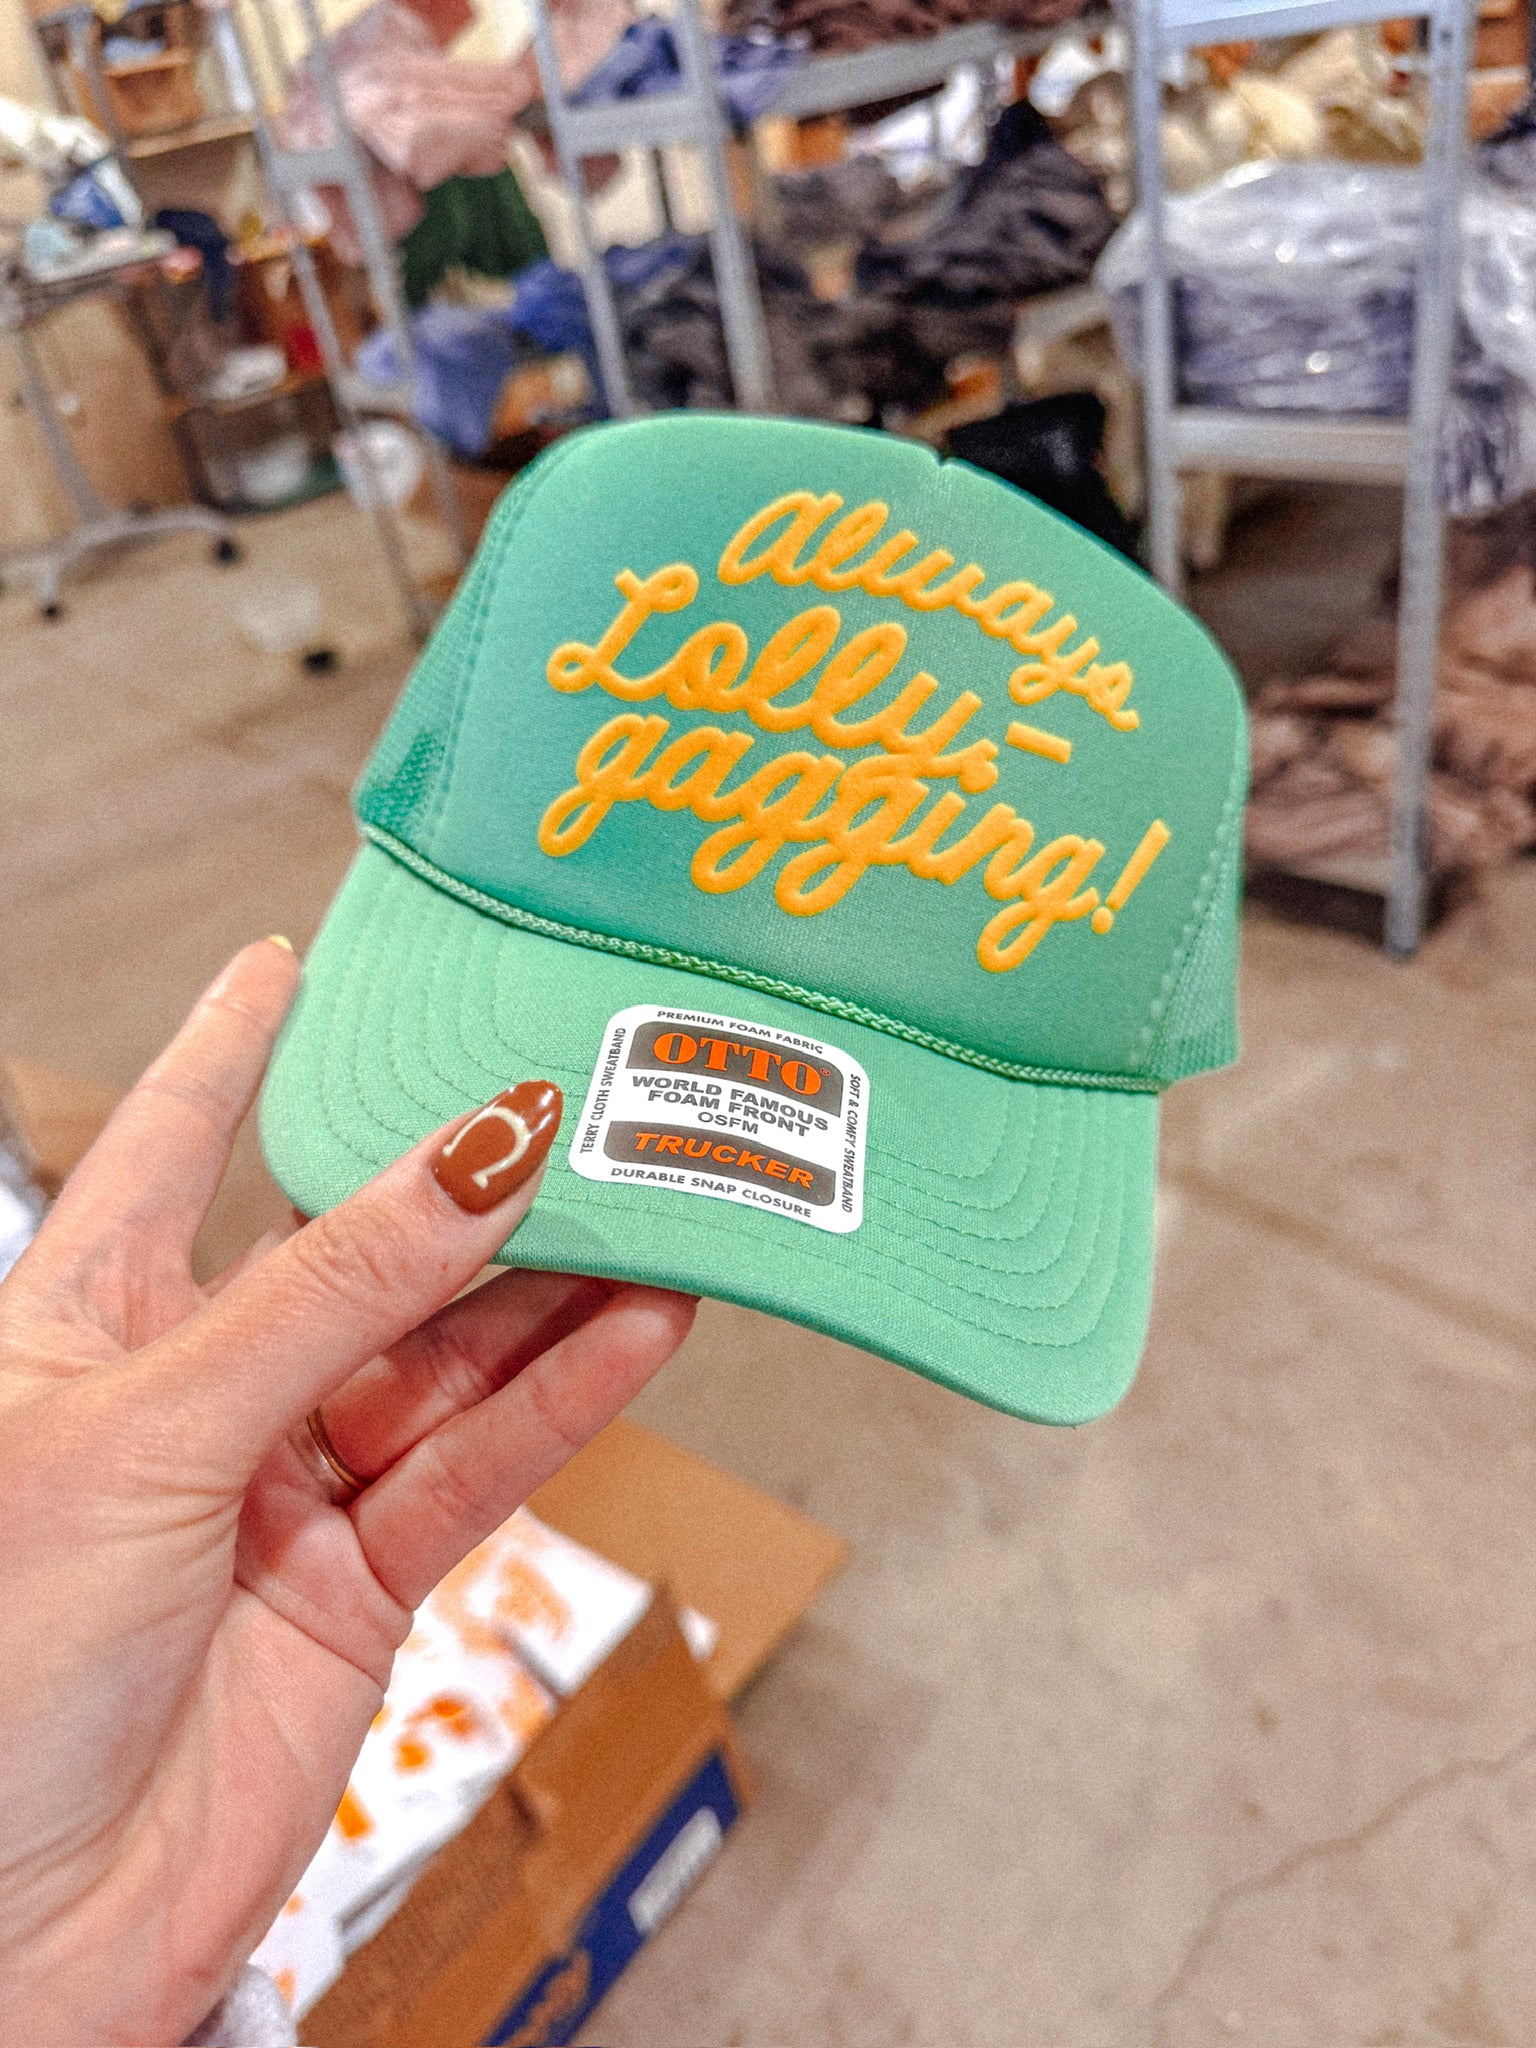 always
Lolly-
gagging!
PREMIUM FOAM FABRIC
OTTO®
WORLD FAMOUS
FOAM FRONT
OSFM
TRUCKER
DURABLE SNAP CLOSURE
TERRY CLOTH SWEATBAND
SOFT & COMFY SWEATBAND